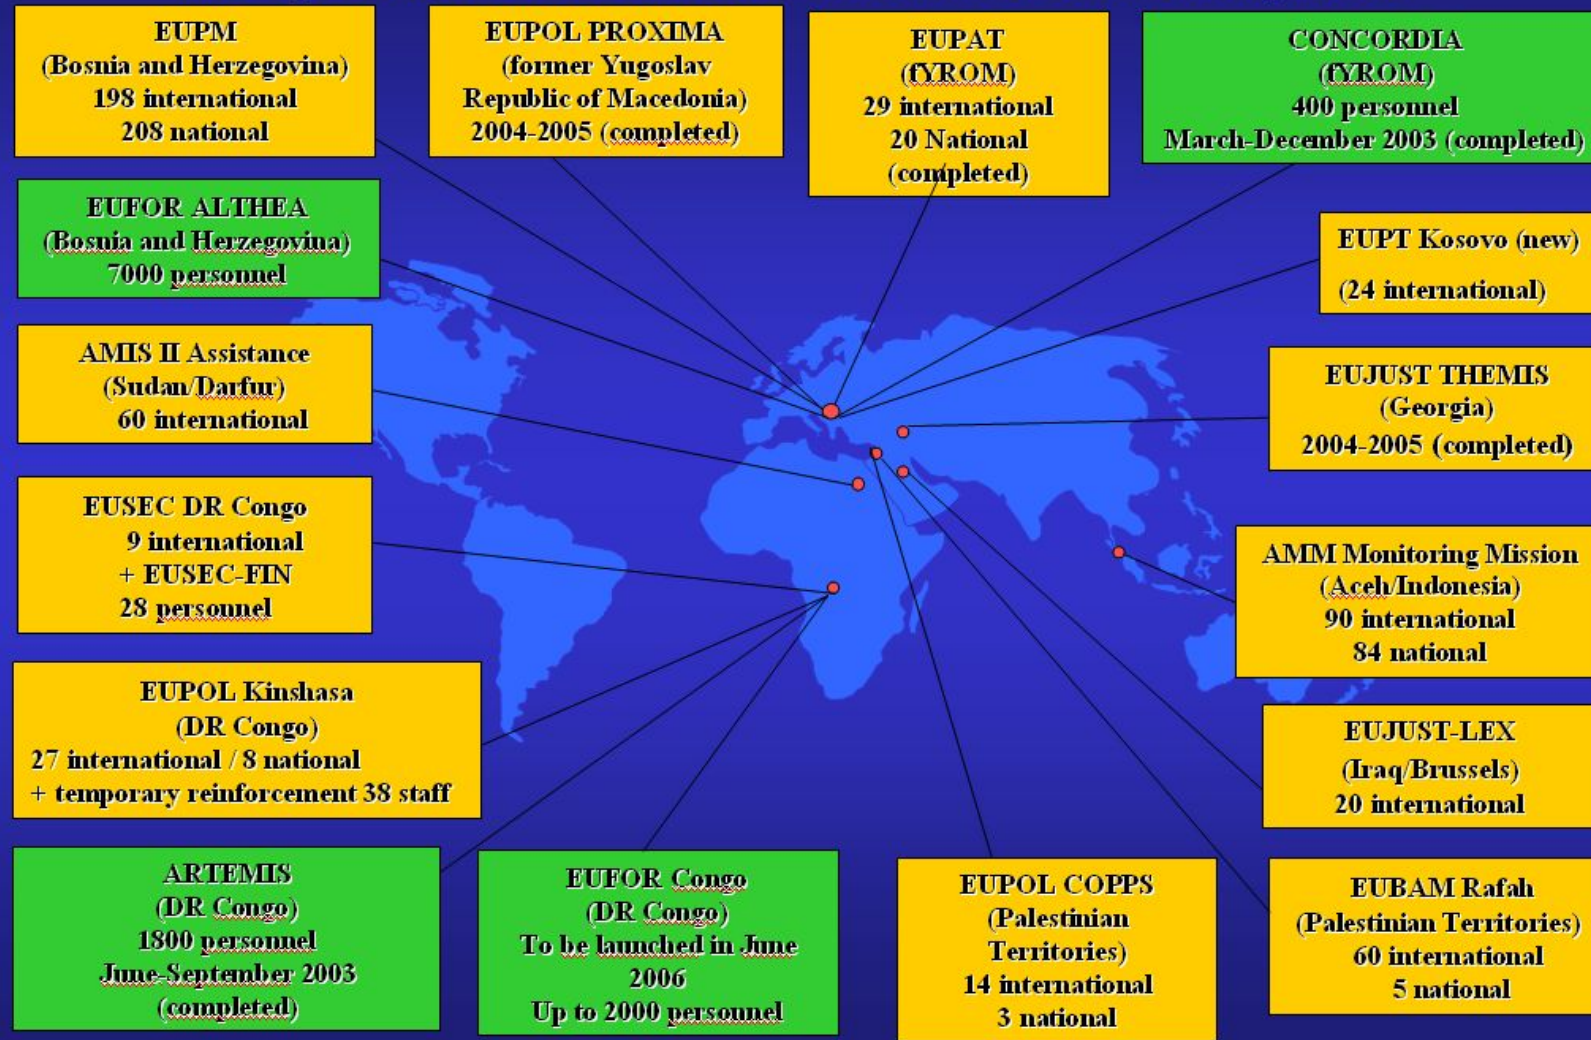 EUPM
(Bosnia and Herzegovina)
198 international
208 national
EUPOL PROXIMA
(former Yugoslav
Republic of Macedonia)
2004-2005 (completed)
EUPAT
(fYROM)
29 international
20 National
(completed)
CONCORDIA
(fYROM)
400 personnel
March-December 2003 (completed)
EUFOR ALTHEA
(Bosnia and Herzegovina)
7000 personnel
EUPT Kosovo (new)
(24 international)
AMIS II Assistance
(Sudan/Darfur)
60 international
EUJUST THEMIS
(Georgia)
2004-2005 (completed)
EUSEC DR Congo
9 international
+ EUSEC-FIN
28 personnel
AMM Monitoring Mission
(Aceh/Indonesia)
90 international
84 national
EUPOL Kinshasa
(DR Congo)
27 international / 8 national
+ temporary reinforcement 38 staff
EUJUST-LEX
(Iraq/Brussels)
20 international
ARTEMIS
(DR Congo)
1800 personnel
June-September 2003
(completed)
EUFOR Congo
(DR Congo)
To be launched in June
2006
Up to 2000 personnel
EUPOL COPPS
(Palestinian
Territories)
14 international
3 national
EUBAM Rafah
(Palestinian Territories)
60 international
5 national